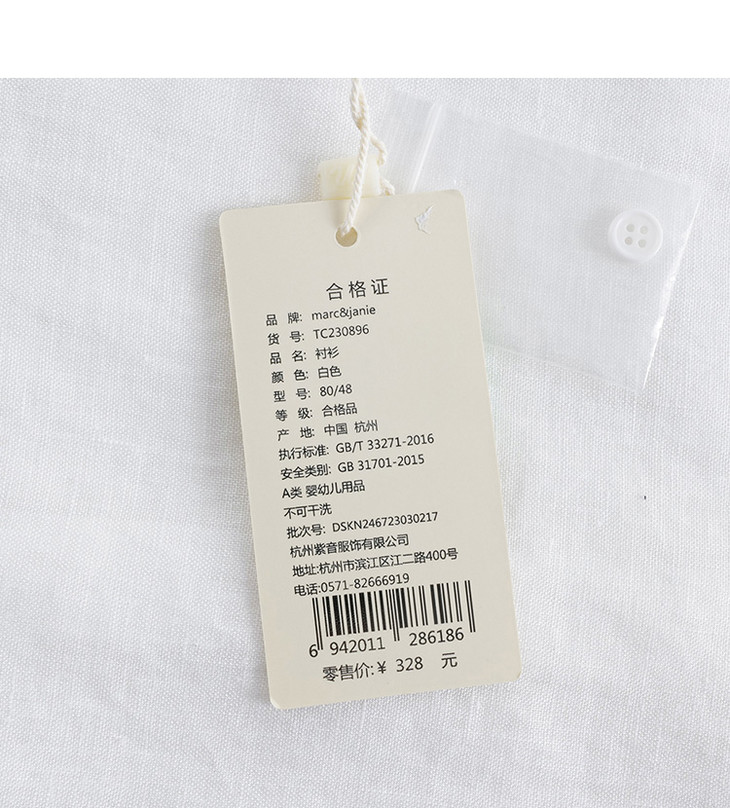 合格证
品 牌: marc&janie
货 号: TC230896
品 名: 衬衫
颜 色: 白色
型 号: 80/48
等 级: 合格品
产 地: 中国 杭州
执行标准: GB/T 33271-2016
安全类别: GB 31701-2015
A类 婴幼儿用品
不可干洗
批次号: DSKN246723030217
杭州紫音服饰有限公司
地址:杭州市滨江区江二路400号
电话:0571-82666919
6 942011 286186
零售价:¥ 328 元